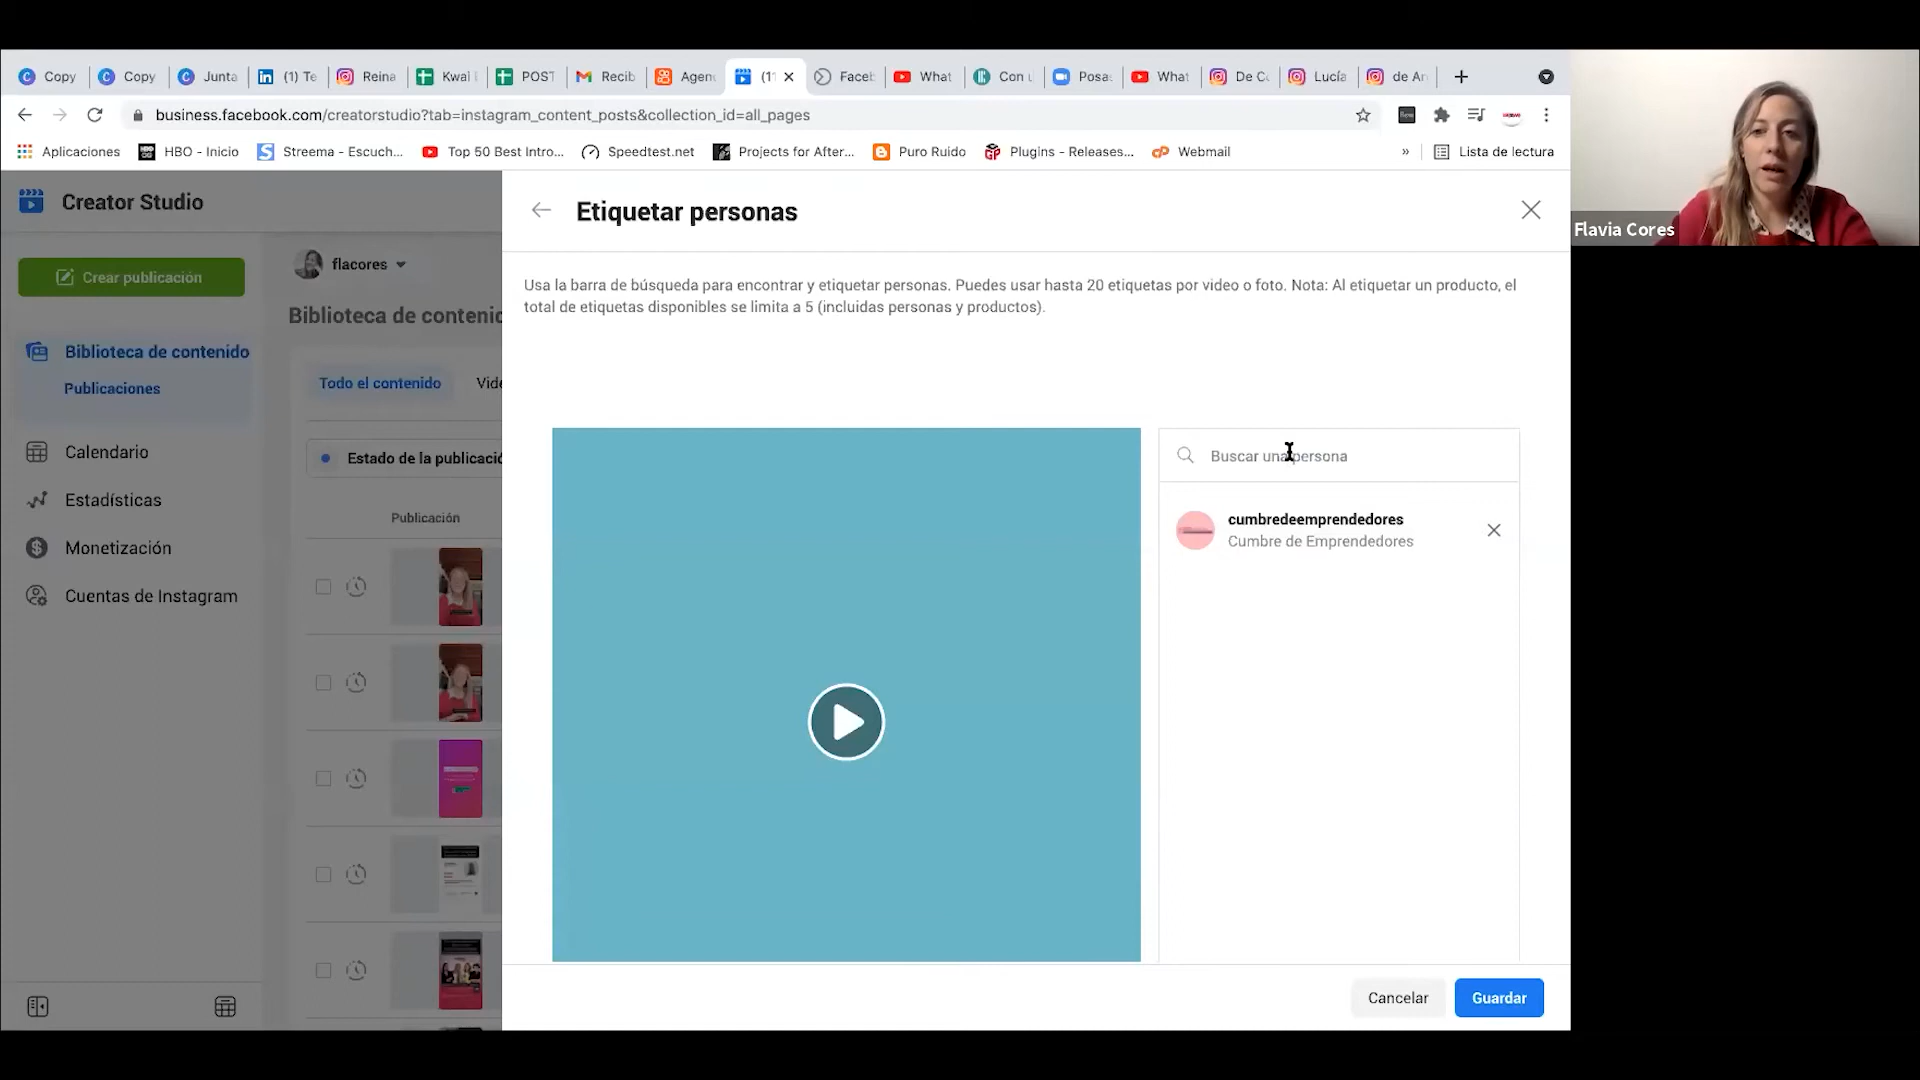 Copy
Copy
Junta
(1) Te
Reina
Kwai
POST
Recib
Agend
(1
Faceb
What
Con u
Posa
What
De Co
Lucía
de An
business.facebook.com/creatorstudio?tab=instagram_content_posts&collection_id=all_pages
Aplicaciones
HBO - Inicio
Streema - Escuch...
Top 50 Best Intro...
Speedtest.net
Projects for After...
Puro Ruido
Plugins - Releases...
Webmail
»
Lista de lectura
Creator Studio
Crear publicación
Biblioteca de contenido
Publicaciones
Calendario
Estadísticas
Monetización
Cuentas de Instagram
flacores
Biblioteca de contenic
Todo el contenido
Vide
Estado de la publicació
Publicación
Etiquetar personas
Usa la barra de búsqueda para encontrar y etiquetar personas. Puedes usar hasta 20 etiquetas por video o foto. Nota: Al etiquetar un producto, el
total de etiquetas disponibles se limita a 5 (incluidas personas y productos).
Buscar una persona
cumbredeemprendedores
Cumbre de Emprendedores
Cancelar
Guardar
Flavia Cores